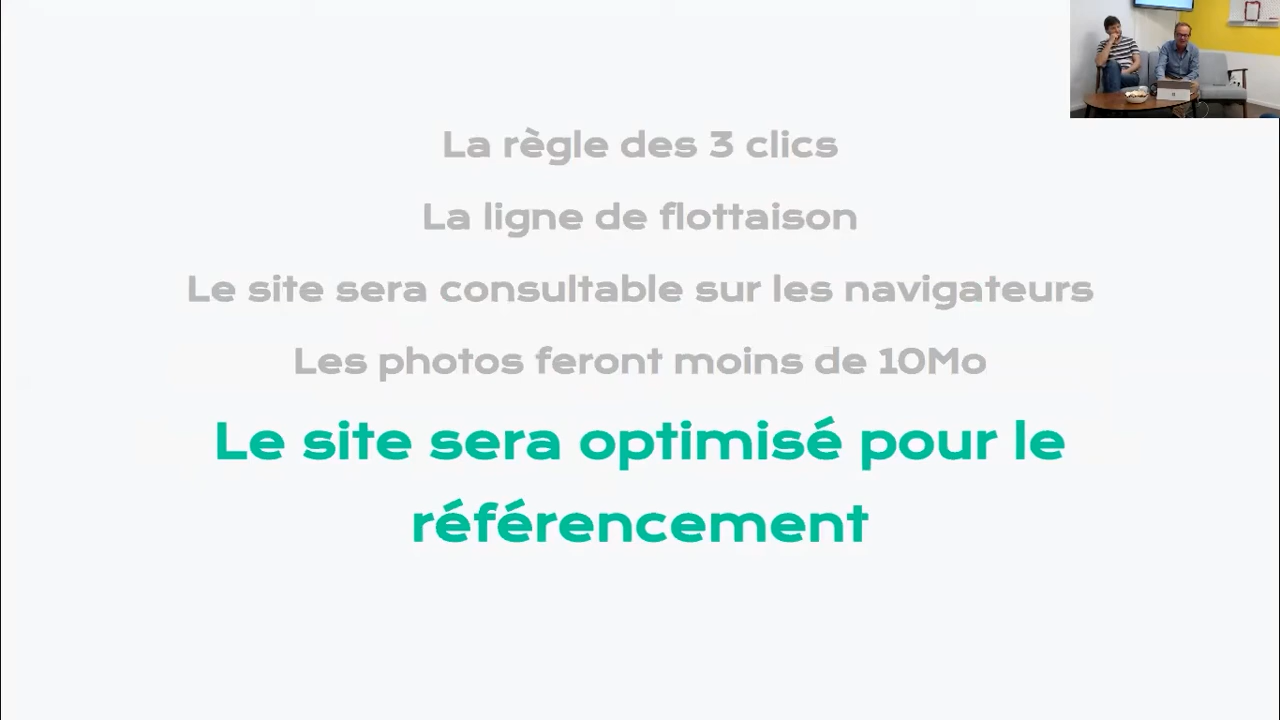 La règle des 3 clics
La ligne de flottaison
Le site sera consultable sur les navigateurs
Les photos feront moins de 10Mo
Le site sera optimisé pour le
référencement